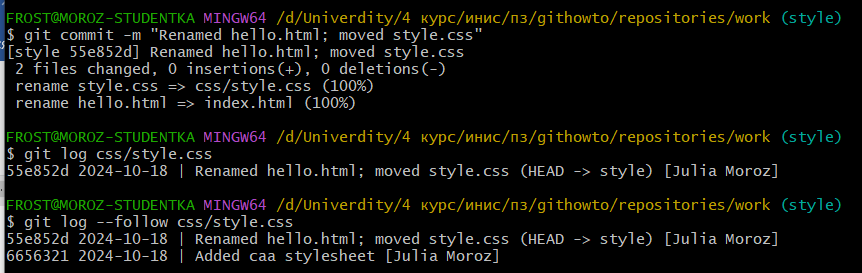 FROST@MOROZ-STUDENTKA MINGW64 /d/Univerdity/4 курс/инис/пз/githowto/repositories/work (style)
$ git commit -m "Renamed hello.html; moved style.css"
[style 55e852d] Renamed hello.html; moved style.css
 2 files changed, 0 insertions(+), 0 deletions(-)
 rename style.css => css/style.css (100%)
 rename hello.html => index.html (100%)
FROST@MOROZ-STUDENTKA MINGW64 /d/Univerdity/4 курс/инис/пз/githowto/repositories/work (style)
$ git log css/style.css
55e852d 2024-10-18 | Renamed hello.html; moved style.css (HEAD -> style) [Julia Moroz]
FROST@MOROZ-STUDENTKA MINGW64 /d/Univerdity/4 курс/инис/пз/githowto/repositories/work (style)
$ git log --follow css/style.css
55e852d 2024-10-18 | Renamed hello.html; moved style.css (HEAD -> style) [Julia Moroz]
6656321 2024-10-18 | Added caa stylesheet [Julia Moroz]